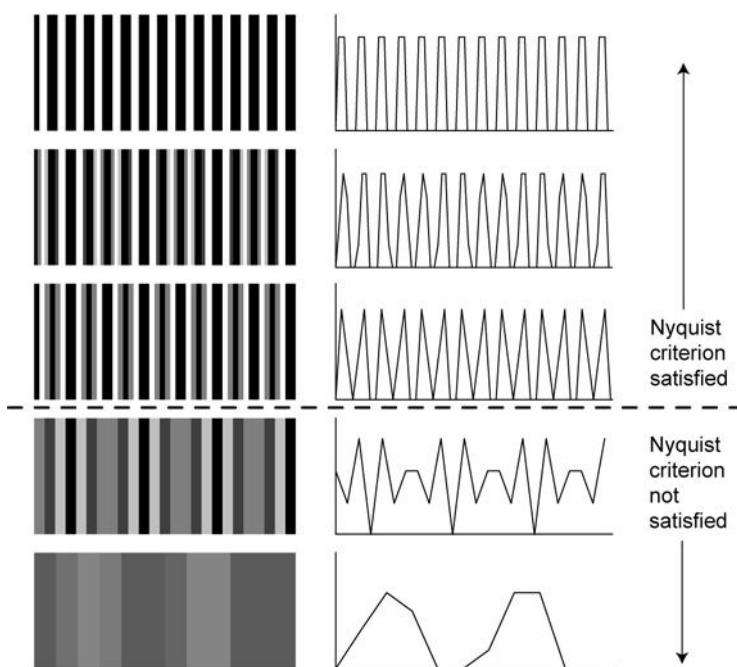 Nyquist
criterion
satisfied
Nyquist
criterion
not
satisfied